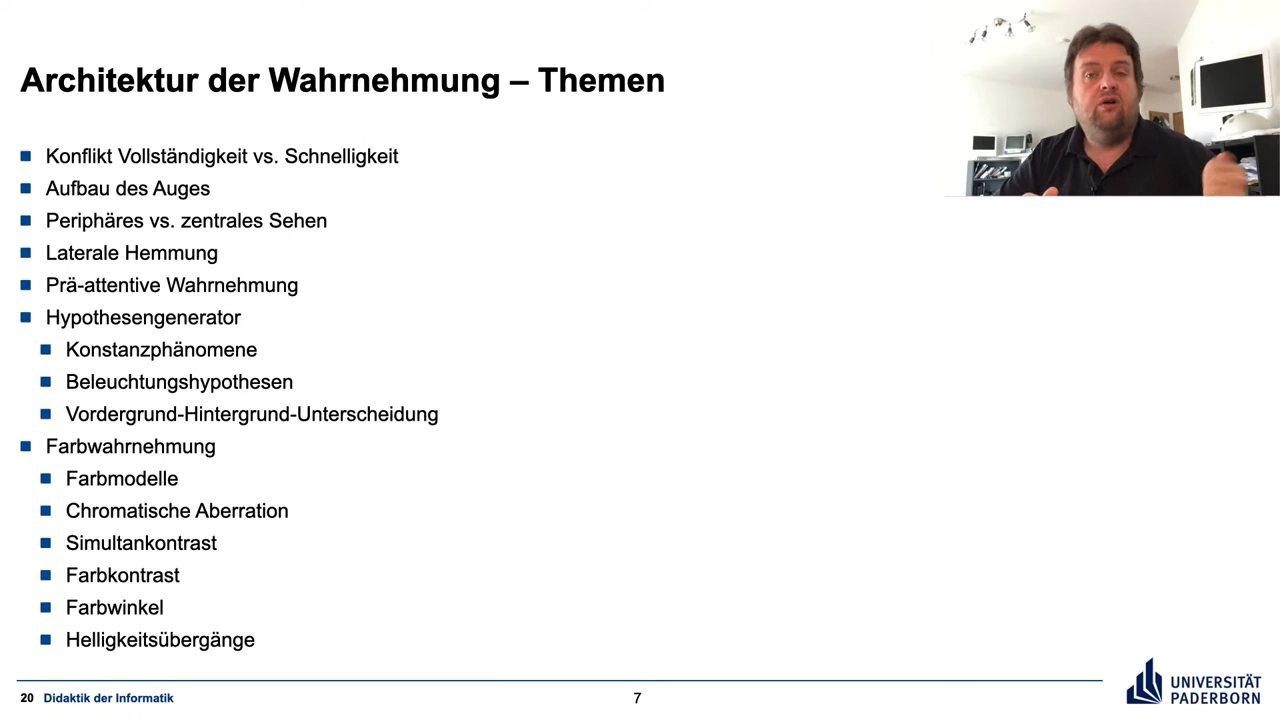 Architektur der Wahrnehmung – Themen
Konflikt Vollständigkeit vs. Schnelligkeit
Aufbau des Auges
Periphäres vs. zentrales Sehen
Laterale Hemmung
Prä-attentive Wahrnehmung
Hypothesengenerator
Konstanzphänomene
Beleuchtungshypothesen
Vordergrund-Hintergrund-Unterscheidung
Farbwahrnehmung
Farbmodelle
Chromatische Aberration
Simultankontrast
Farbkontrast
Farbwinkel
Helligkeitsübergänge
20 Didaktik der Informatik
7
UNIVERSITÄT
PADERBORN